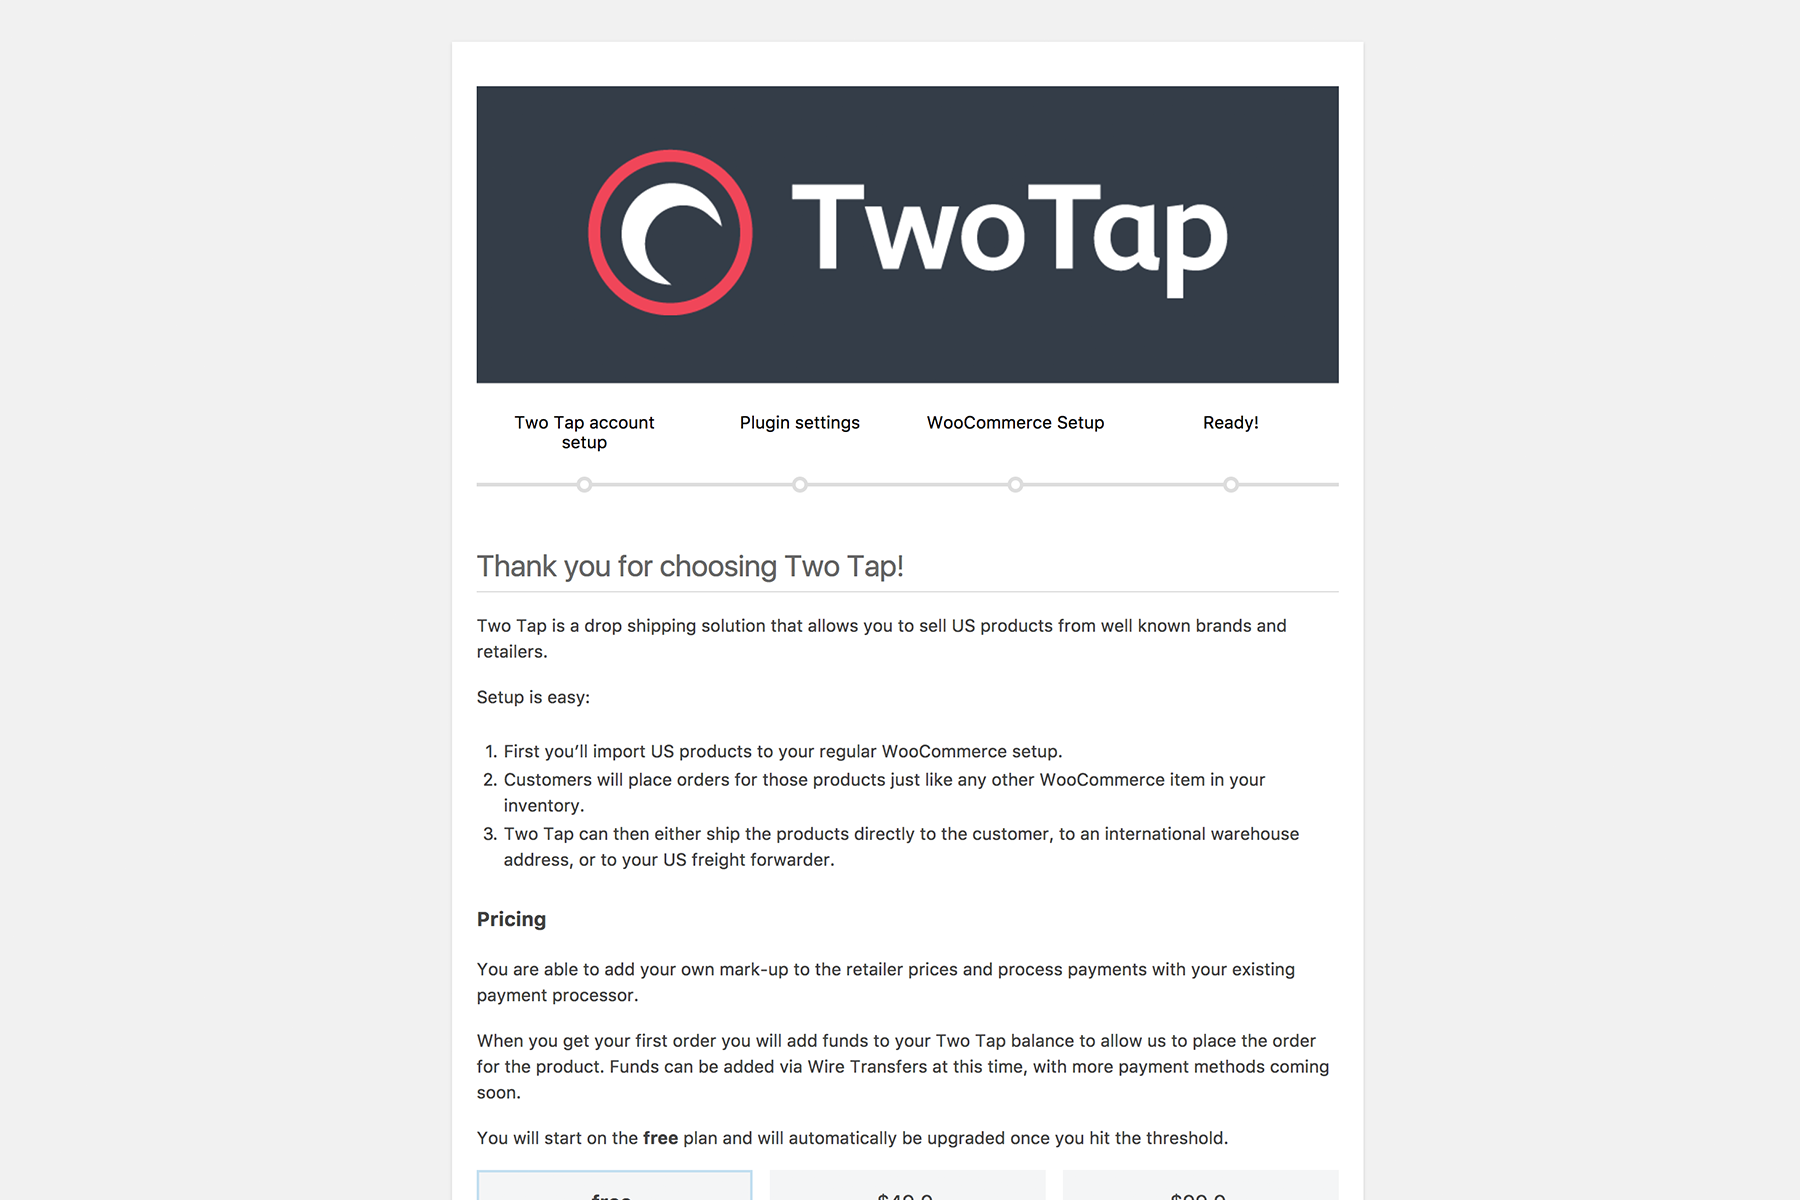 TwoTap
Two Tap account
setup
Plugin settings
WooCommerce Setup
Ready!
Thank you for choosing Two Tap!
Two Tap is a drop shipping solution that allows you to sell US products from well known brands and
retailers.
Setup is easy:
1. First you’ll import US products to your regular WooCommerce setup.
2. Customers will place orders for those products just like any other WooCommerce item in your
inventory.
3. Two Tap can then either ship the products directly to the customer, to an international warehouse
address, or to your US freight forwarder.
Pricing
You are able to add your own mark-up to the retailer prices and process payments with your existing
payment processor.
When you get your first order you will add funds to your Two Tap balance to allow us to place the order
for the product. Funds can be added via Wire Transfers at this time, with more payment methods coming
soon.
You will start on the free plan and will automatically be upgraded once you hit the threshold.
free